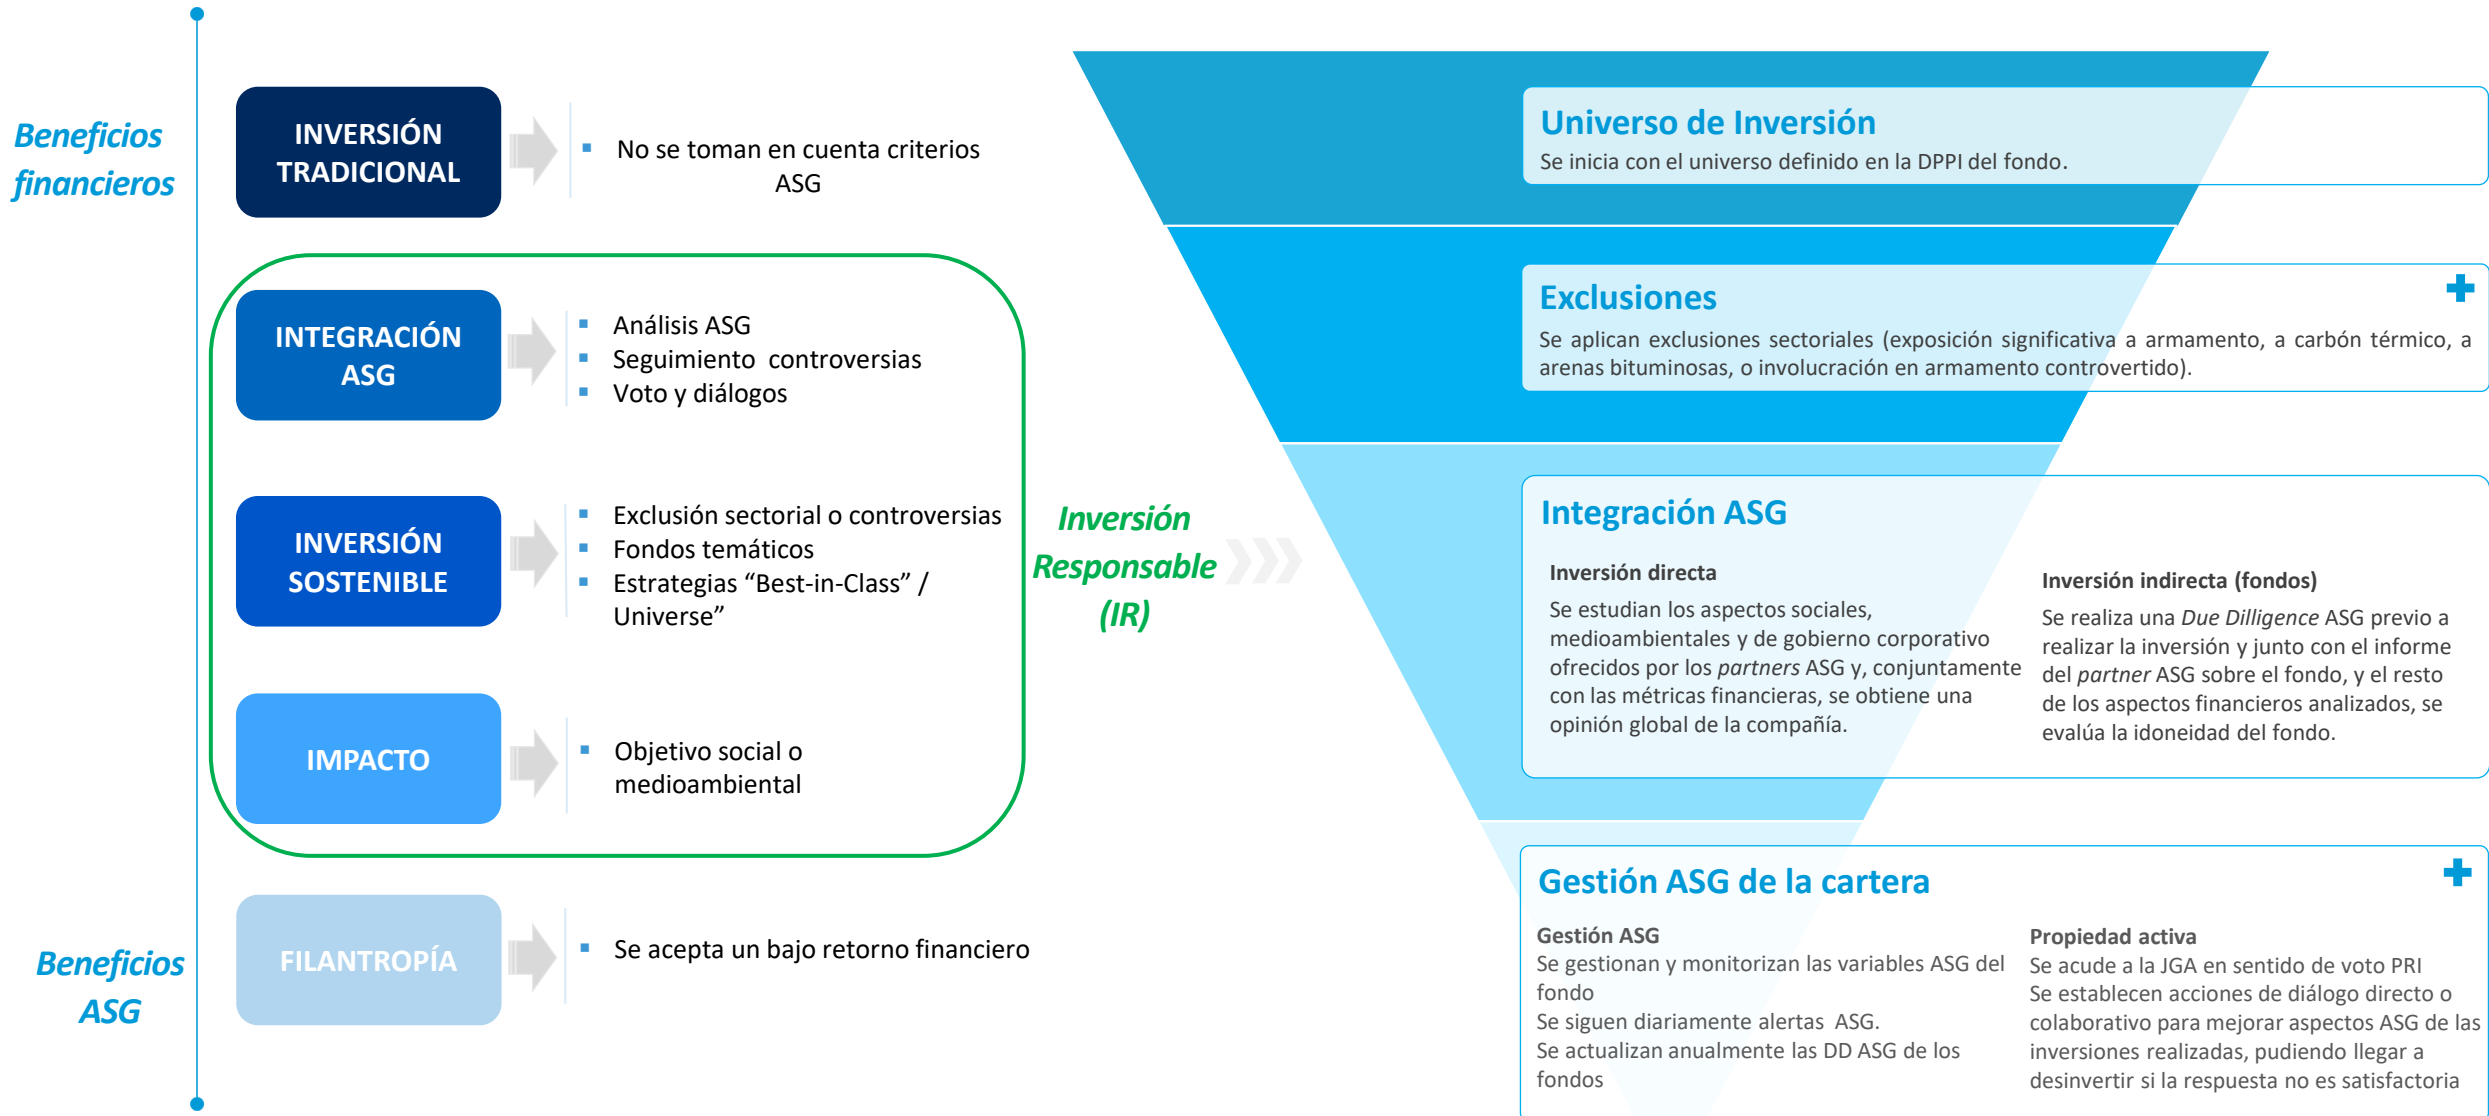 Beneficios
financieros
INVERSIÓN
TRADICIONAL
No se toman en cuenta criterios
ASG
INTEGRACIÓN
ASG
Análisis ASG
Seguimiento controversias
Voto y diálogos
INVERSIÓN
SOSTENIBLE
Exclusión sectorial o controversias
Fondos temáticos
Estrategias “Best-in-Class” /
Universe”
IMPACTO
Objetivo social o
medioambiental
FILANTROPÍA
Se acepta un bajo retorno financiero
Beneficios
ASG
Inversión
Responsable
(IR)
Universo de Inversión
Se inicia con el universo definido en la DPPI del fondo.
Exclusiones
Se aplican exclusiones sectoriales (exposición significativa a armamento, a carbón térmico, a
arenas bituminosas, o involucración en armamento controvertido).
Integración ASG
Inversión directa
Se estudian los aspectos sociales,
medioambientales y de gobierno corporativo
ofrecidos por los partners ASG y, conjuntamente
con las métricas financieras, se obtiene una
opinión global de la compañía.
Inversión indirecta (fondos)
Se realiza una Due Dilligence ASG previo a
realizar la inversión y junto con el informe
del partner ASG sobre el fondo, y el resto
de los aspectos financieros analizados, se
evalúa la idoneidad del fondo.
Gestión ASG de la cartera
Gestión ASG
Se gestionan y monitorizan las variables ASG del
fondo
Se siguen diariamente alertas ASG.
Se actualizan anualmente las DD ASG de los
fondos
Propiedad activa
Se acude a la JGA en sentido de voto PRI
Se establecen acciones de diálogo directo o
colaborativo para mejorar aspectos ASG de las
inversiones realizadas, pudiendo llegar a
desinvertir si la respuesta no es satisfactoria